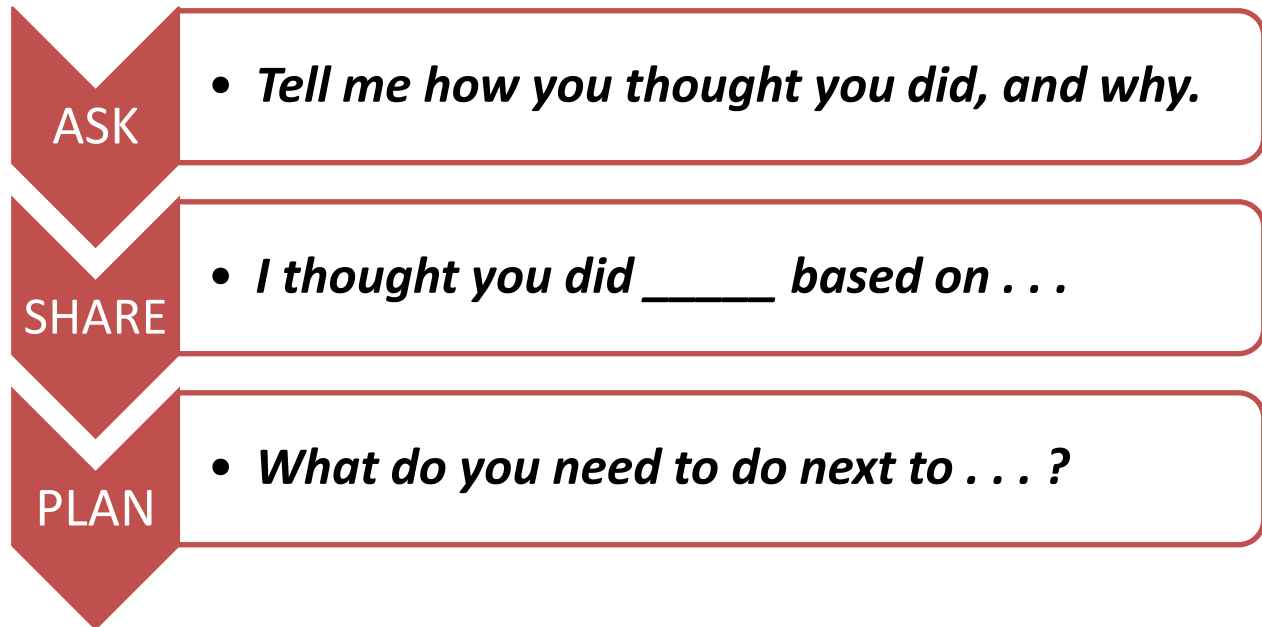 ASK
• Tell me how you thought you did, and why.
SHARE
• I thought you did _____ based on . . .
PLAN
• What do you need to do next to . . . ?